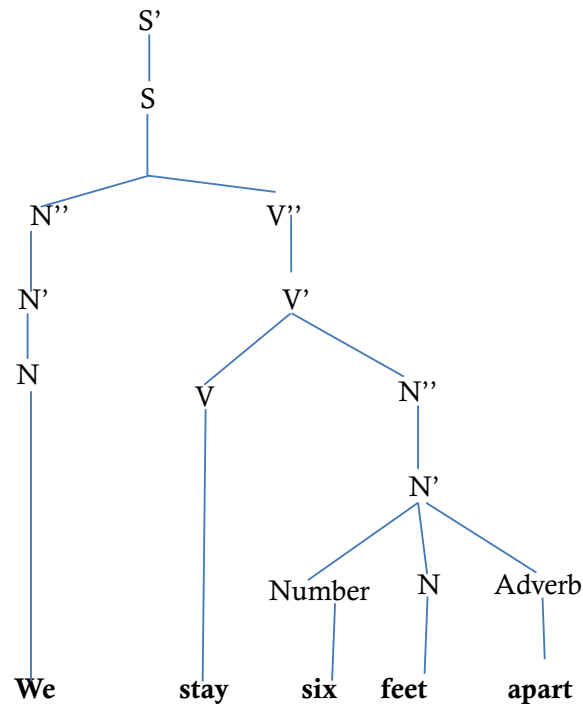 S’
S
N’’ V’’
N’ V’
N
V N’’
N’
Number N Adverb
We stay six feet apart